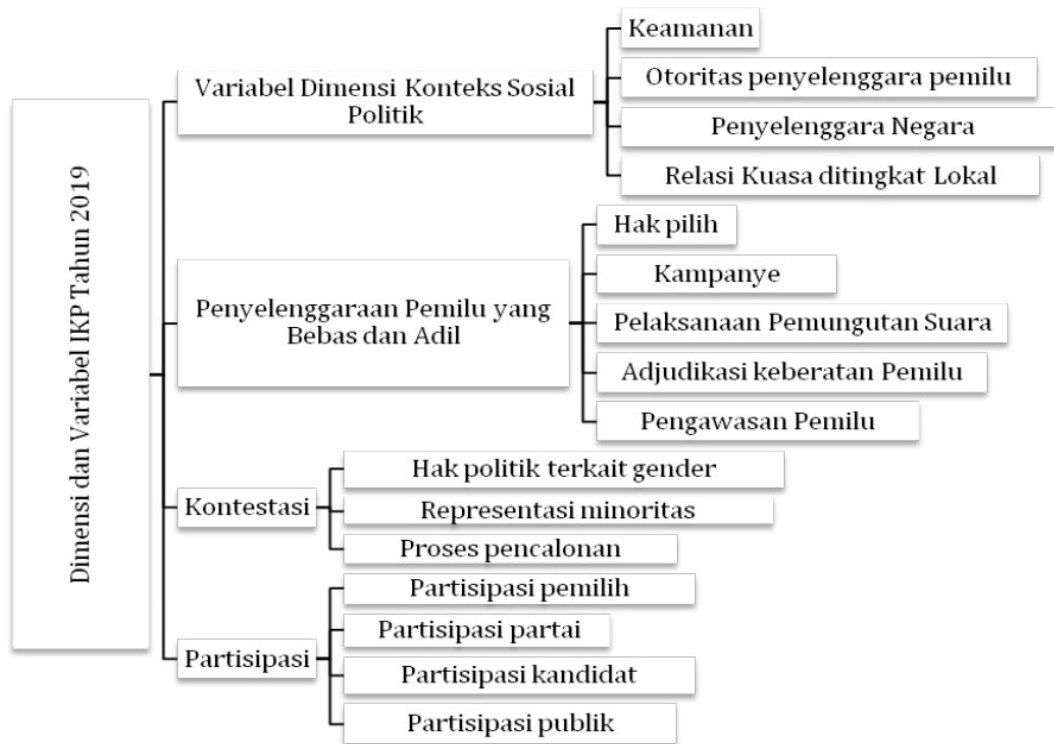 Dimensi dan Variabel IKP Tahun 2019
Variabel Dimensi Konteks Sosial
Politik
Keamanan
Otoritas penyelenggara pemilu
Penyelenggara Negara
Relasi Kuasa ditingkat Lokal
Penyelenggaraan Pemilu yang
Bebas dan Adil
Hak pilih
Kampanye
Pelaksanaan Pemungutan Suara
Adjudikasi keberatan Pemilu
Pengawasan Pemilu
Kontestasi
Hak politik terkait gender
Representasi minoritas
Proses pencalonan
Partisipasi
Partisipasi pemilih
Partisipasi partai
Partisipasi kandidat
Partisipasi publik